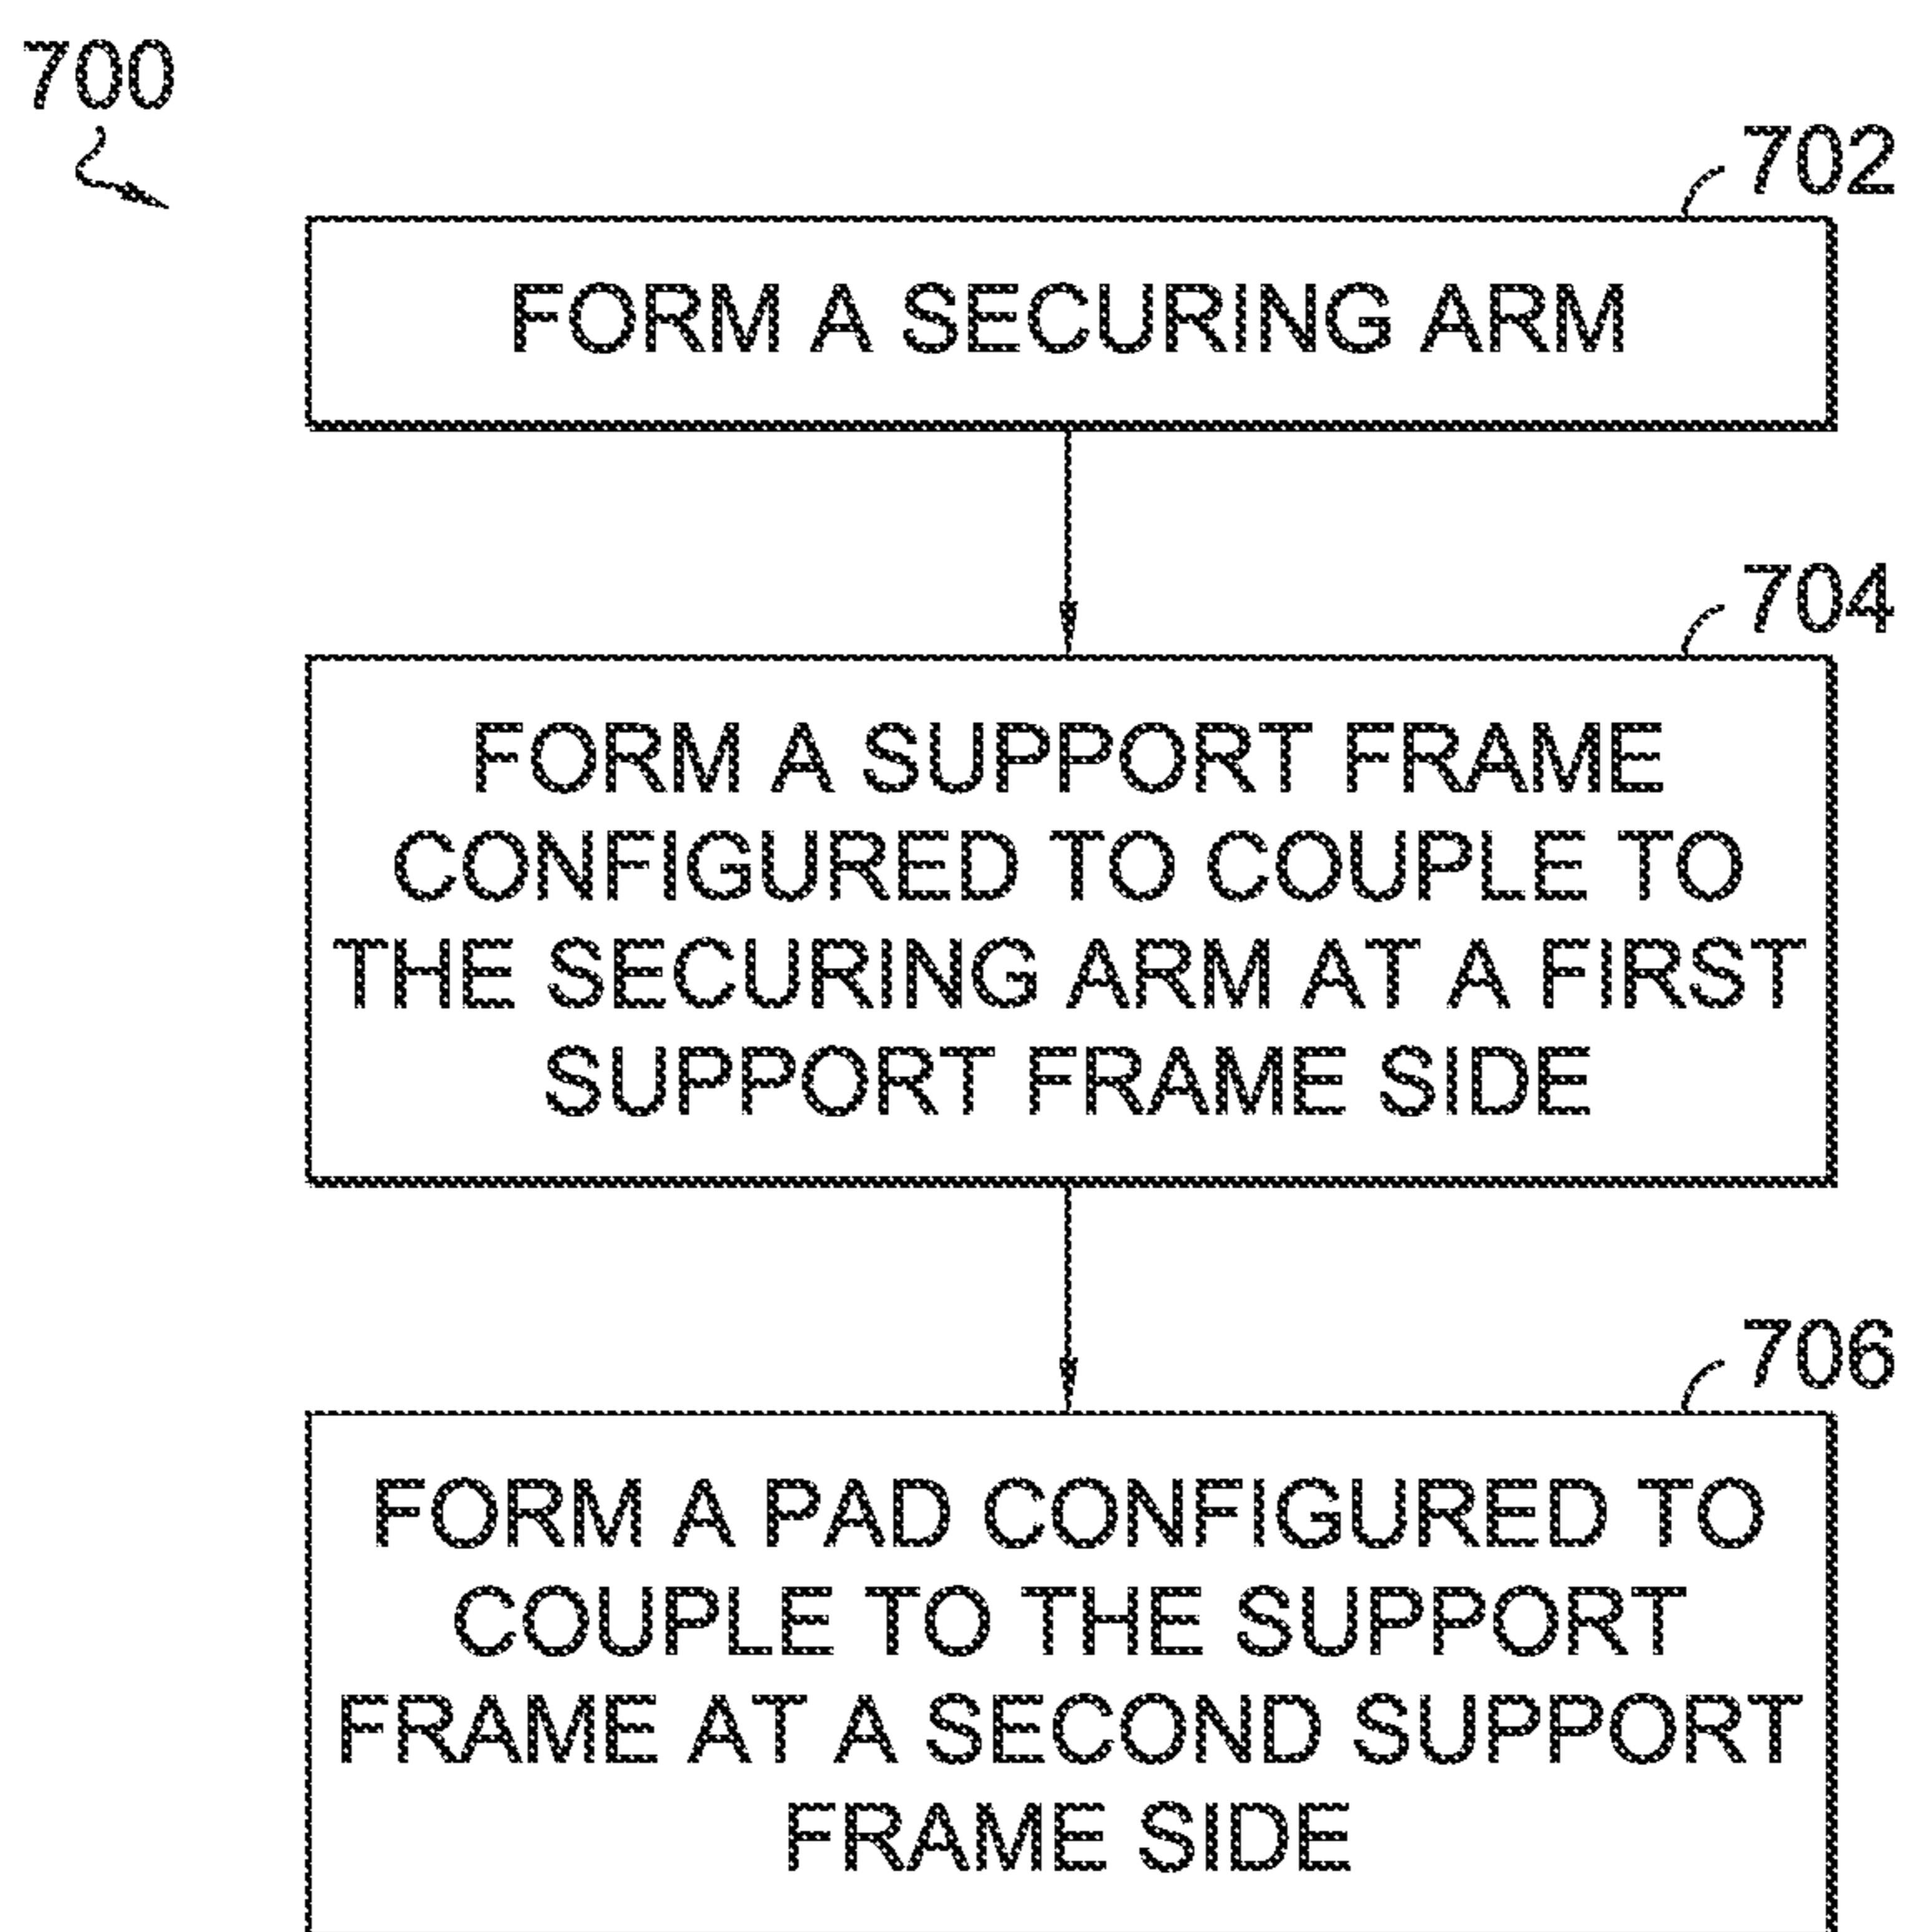 700
702
FORM A SECURING ARM
704
FORM A SUPPORT FRAME
CONFIGURED TO COUPLE TO
THE SECURING ARM AT A FIRST
SUPPORT FRAME SIDE
706
FORM A PAD CONFIGURED TO
COUPLE TO THE SUPPORT
FRAME AT A SECOND SUPPORT
FRAME SIDE